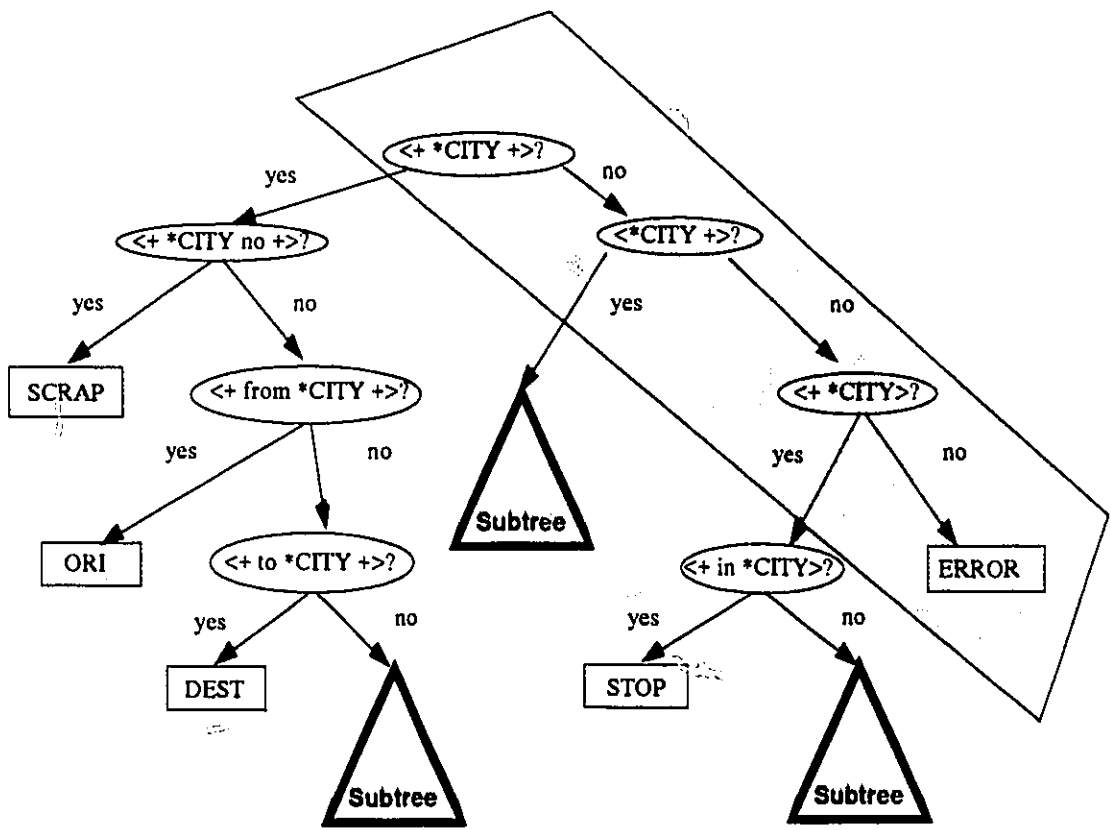 <+ *CITY +>?
yes
no
<+ *CITY no +>?
<*CITY +>?
yes
no
yes
no
SCRAP
<+ from *CITY +>?
<+ *CITY>?
yes
no
yes
no
Subtree
ORI
<+ to *CITY +>?
<+ in *CITY>?
ERROR
yes
no
yes
no
DEST
STOP
Subtree
Subtree